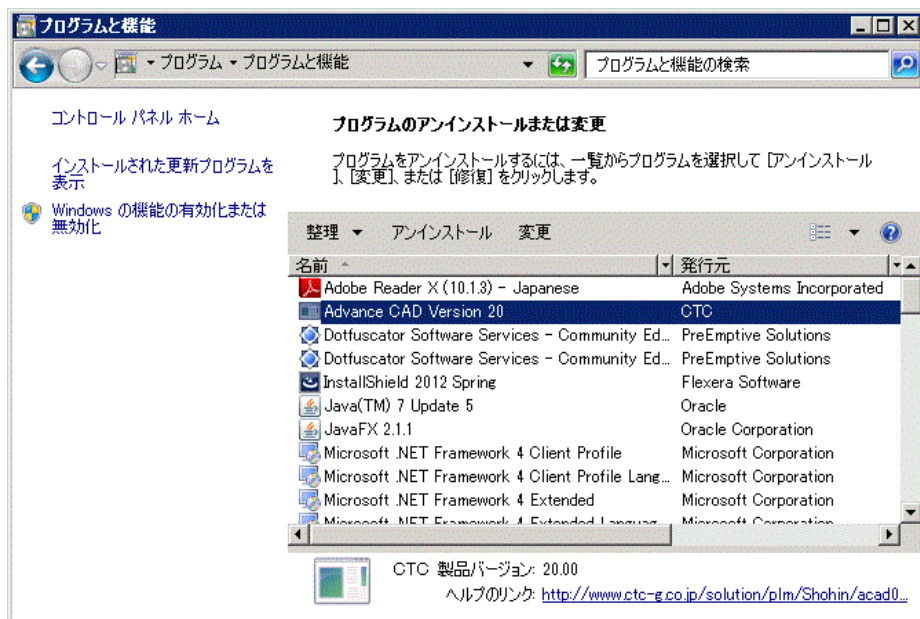 プログラムと機能
プログラム プログラムと機能
プログラムと機能の検索
コントロール パネル ホーム
インストールされた更新プログラムを
表示
Windows の機能の有効化または
無効化
プログラムのアンインストールまたは変更
プログラムをアンインストールするには、一覧からプログラムを選択して [アンインストール
]、[変更]、または [修復] をクリックします。
整理 アンインストール 変更
名前 発行元
Adobe Reader X (10.1.3) - Japanese Adobe Systems Incorporated
Advance CAD Version 20 CTC
Dotfuscator Software Services - Community Ed... PreEmptive Solutions
Dotfuscator Software Services - Community Ed... PreEmptive Solutions
InstallShield 2012 Spring Flexera Software
Java(TM) 7 Update 5 Oracle
JavaFX 2.1.1 Oracle Corporation
Microsoft .NET Framework 4 Client Profile Microsoft Corporation
Microsoft .NET Framework 4 Client Profile Lang... Microsoft Corporation
Microsoft .NET Framework 4 Extended Microsoft Corporation
Microsoft .NET Framework 4 Extended Languag... Microsoft Corporation
CTC 製品バージョン: 20.00
ヘルプのリンク: http://www.ctc-g.co.jp/solution/plm/Shohin/acad0...